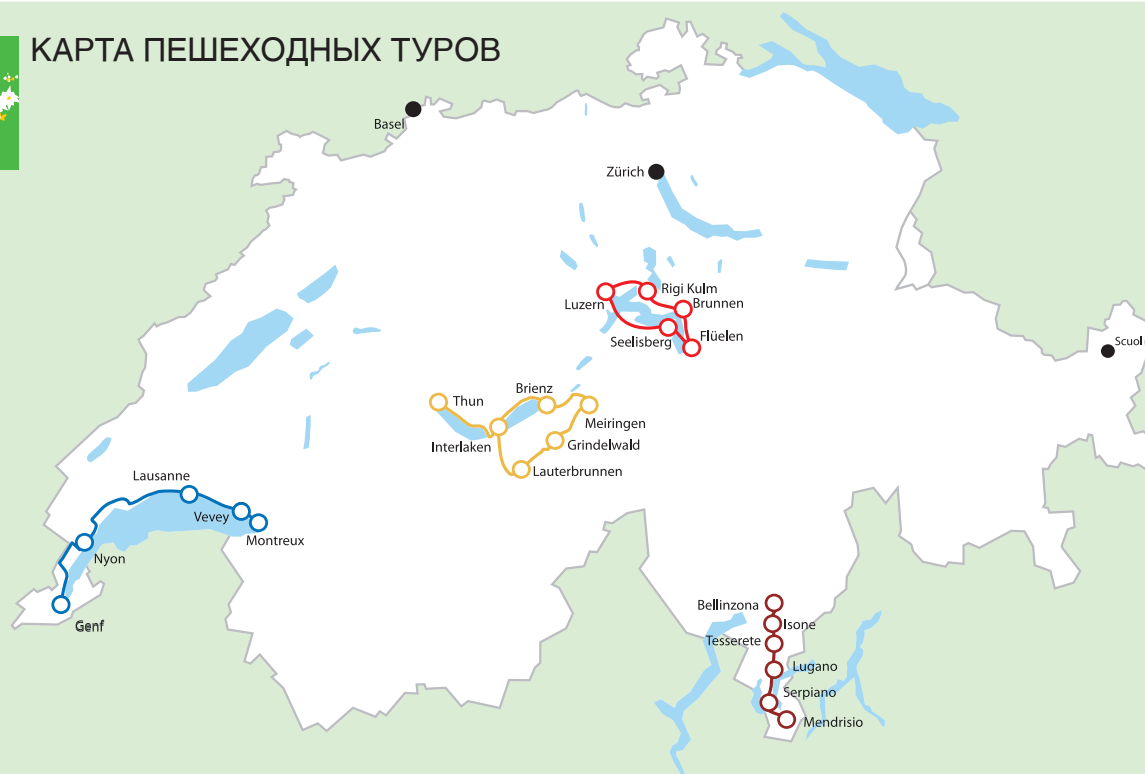 КАРТА ПЕШЕХОДНЫХ ТУРОВ
Basel
Zürich
Rigi Kulm
Luzern
Brunnen
Flüelen
Seelisberg
Scuol
Brienz
Thun
Meiringen
Interlaken
Grindelwald
Lauterbrunnen
Lausanne
Vevey
Montreux
Nyon
Genf
Bellinzona
Isone
Tesserete
Lugano
Serpiano
Mendrisio